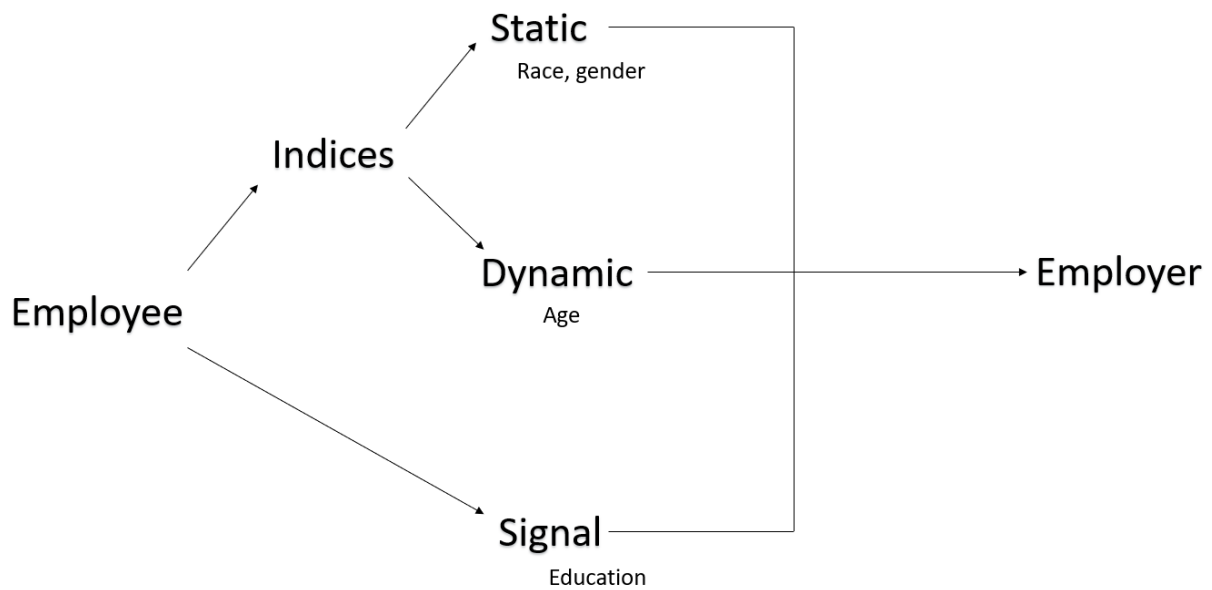 Static
Race, gender
Indices
Dynamic
Age
Employee
Employer
Signal
Education